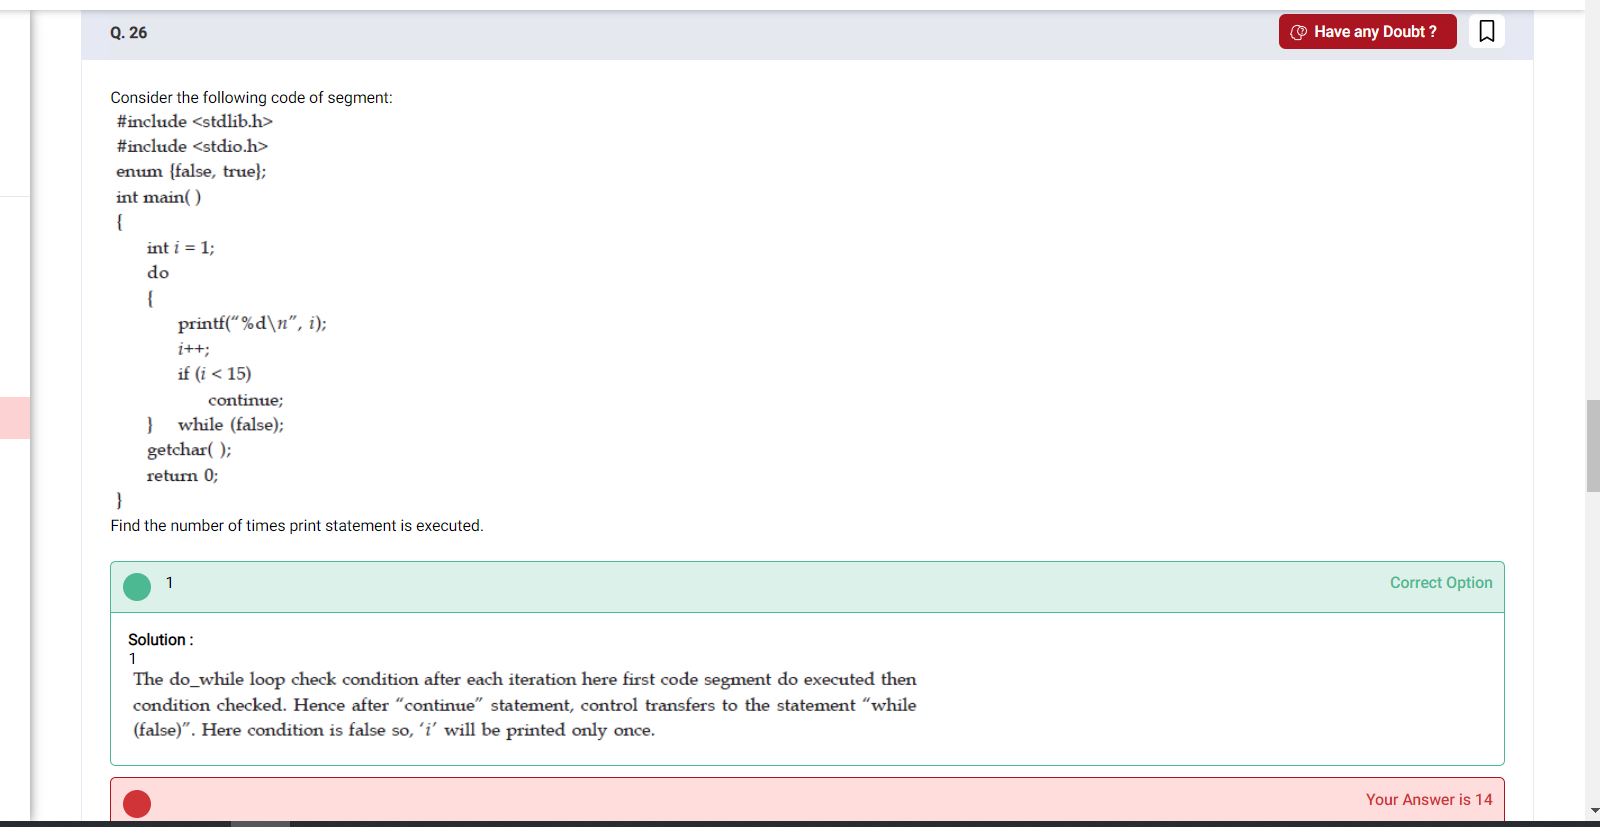 Q. 26
Have any Doubt ?
Consider the following code of segment:
#include <stdlib.h>
#include <stdio.h>
enum {false, true};
int main( )
{
int i = 1;
do
{
printf(“%d\n”, i);
i++;
if (i < 15)
continue;
} while (false);
getchar( );
return 0;
}
Find the number of times print statement is executed.
1
Correct Option
Solution :
1
The do_while loop check condition after each iteration here first code segment do executed then
condition checked. Hence after “continue” statement, control transfers to the statement “while
(false)”. Here condition is false so, ‘i’ will be printed only once.
Your Answer is 14